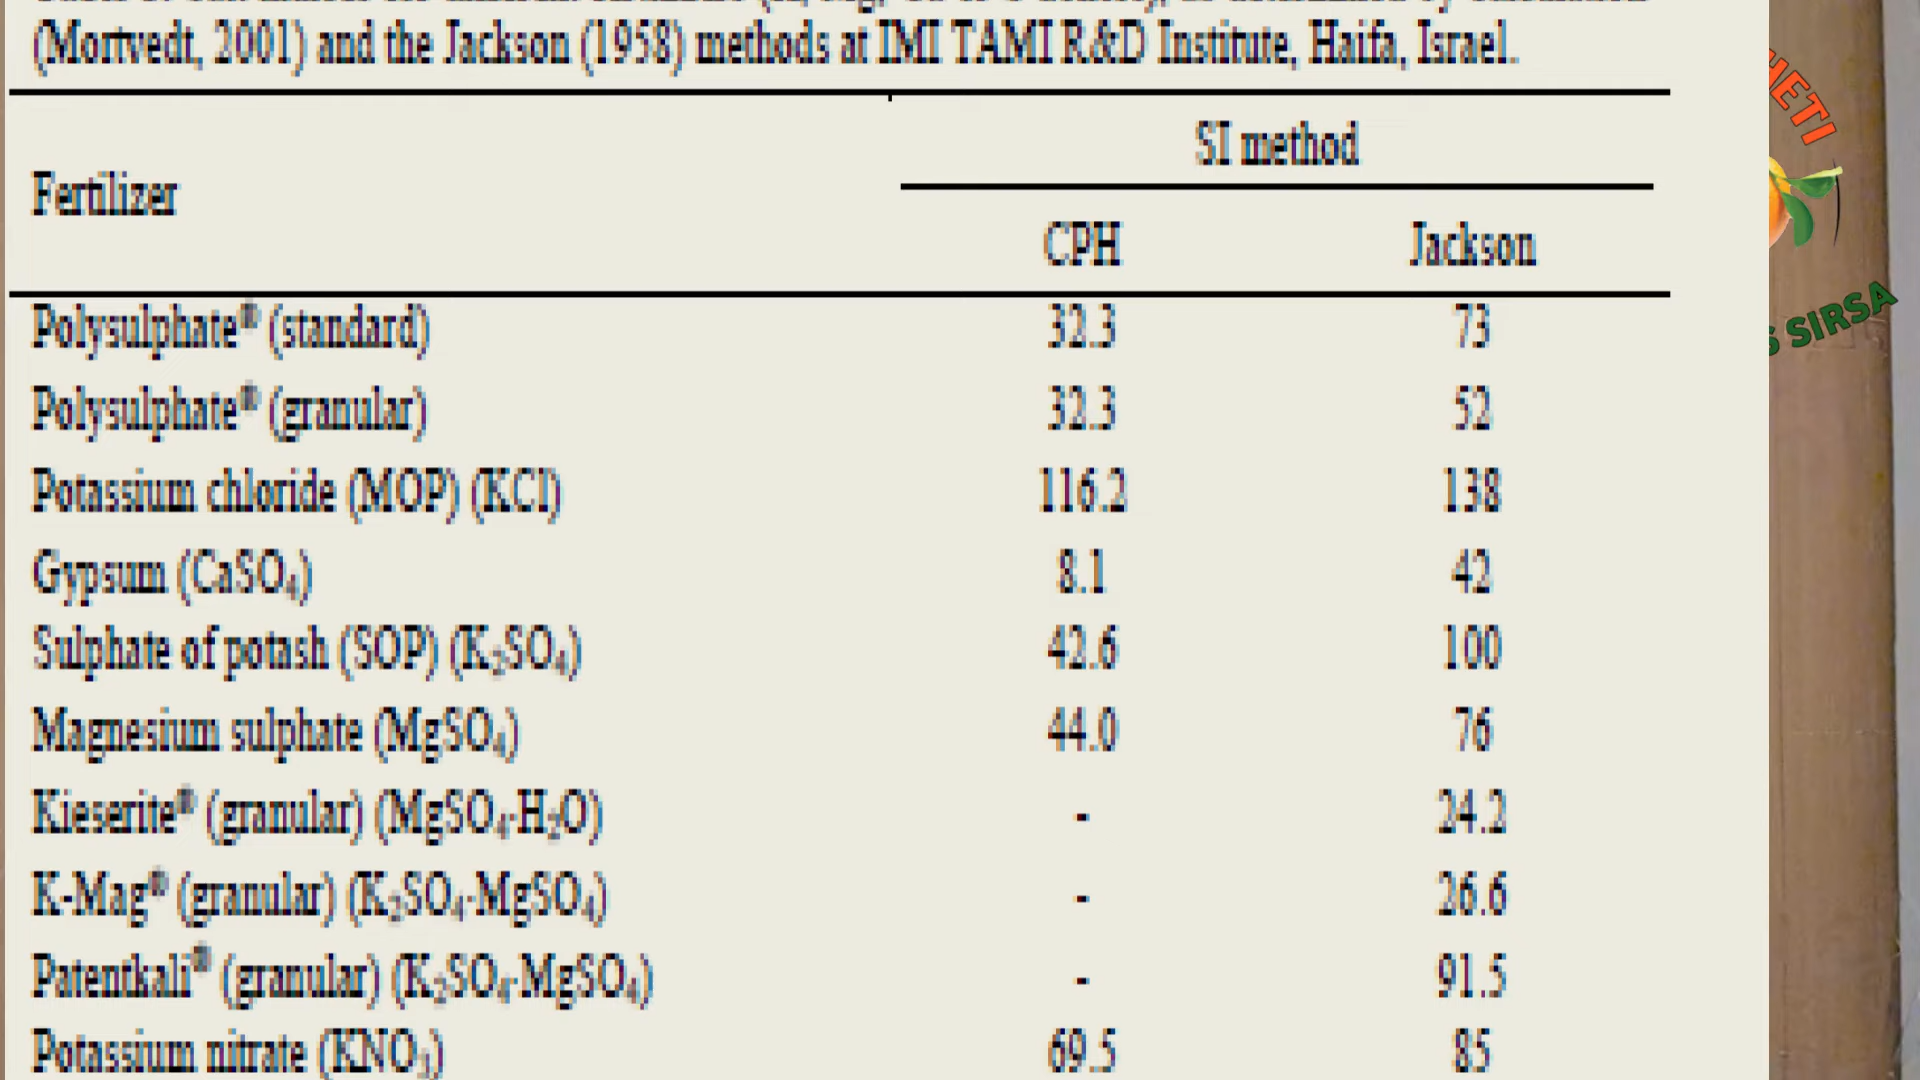 (Mortvedt, 2001) and the Jackson (1958) methods at IMI TAMI R&D Institute, Haifa, Israel.
SI method
Fertilizer
CPH Jackson
Polysulphate® (standard) 32.3 73
Polysulphate® (granular) 32.3 52
Potassium chloride (MOP) (KCl) 116.2 138
Gypsum (CaSO₄) 8.1 42
Sulphate of potash (SOP) (K₂SO₄) 42.6 100
Magnesium sulphate (MgSO₄) 44.0 76
Kieserite® (granular) (MgSO₄·H₂O) - 24.2
K-Mag® (granular) (K₂SO₄·MgSO₄) - 26.6
Patentkali® (granular) (K₂SO₄·MgSO₄) - 91.5
Potassium nitrate (KNO₃) 69.5 85
HETI
S SIRSA